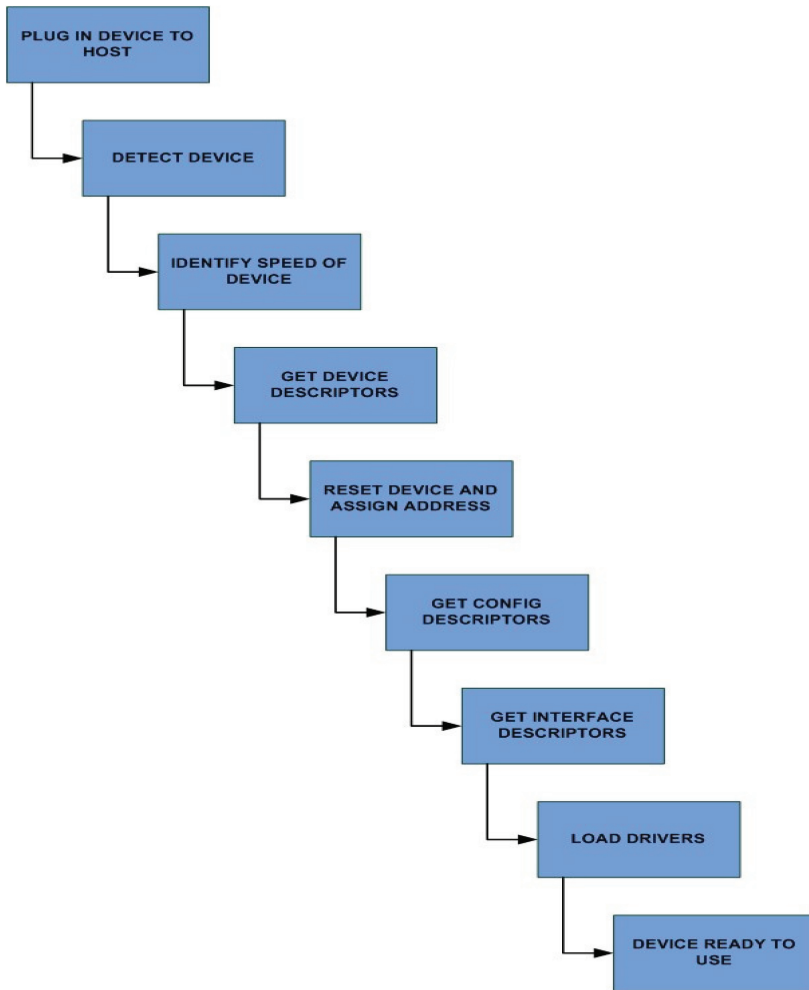 PLUG IN DEVICE TO
HOST
DETECT DEVICE
IDENTIFY SPEED OF
DEVICE
GET DEVICE
DESCRIPTORS
RESET DEVICE AND
ASSIGN ADDRESS
GET CONFIG
DESCRIPTORS
GET INTERFACE
DESCRIPTORS
LOAD DRIVERS
DEVICE READY TO
USE